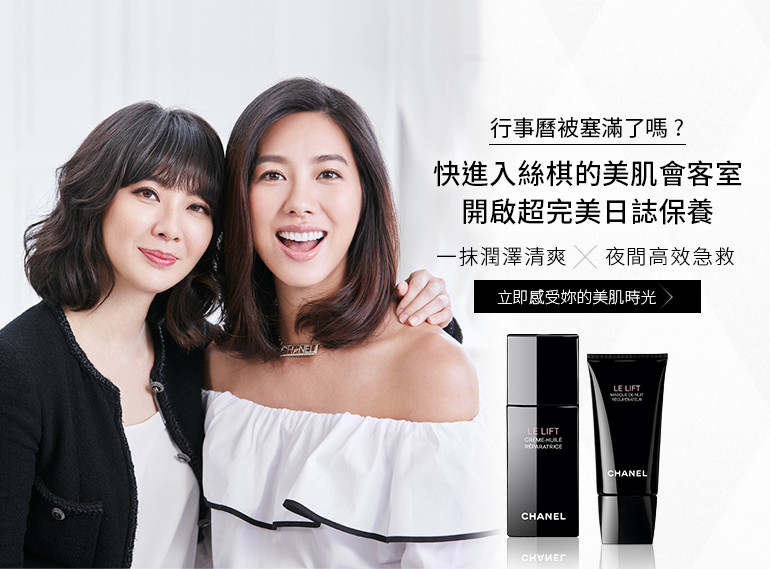 行事曆被塞滿了嗎？
快進入絲棋的美肌會客室
開啟超完美日誌保養
一抹潤澤清爽 ╳ 夜間高效急救
立即感受妳的美肌時光 〉
CHANEL
LE LIFT
CRÈME-HUILE
RÉPARATRICE
CHANEL
LE LIFT
MASQUE DE NUIT
RÉCUPÉRATEUR
CHANEL